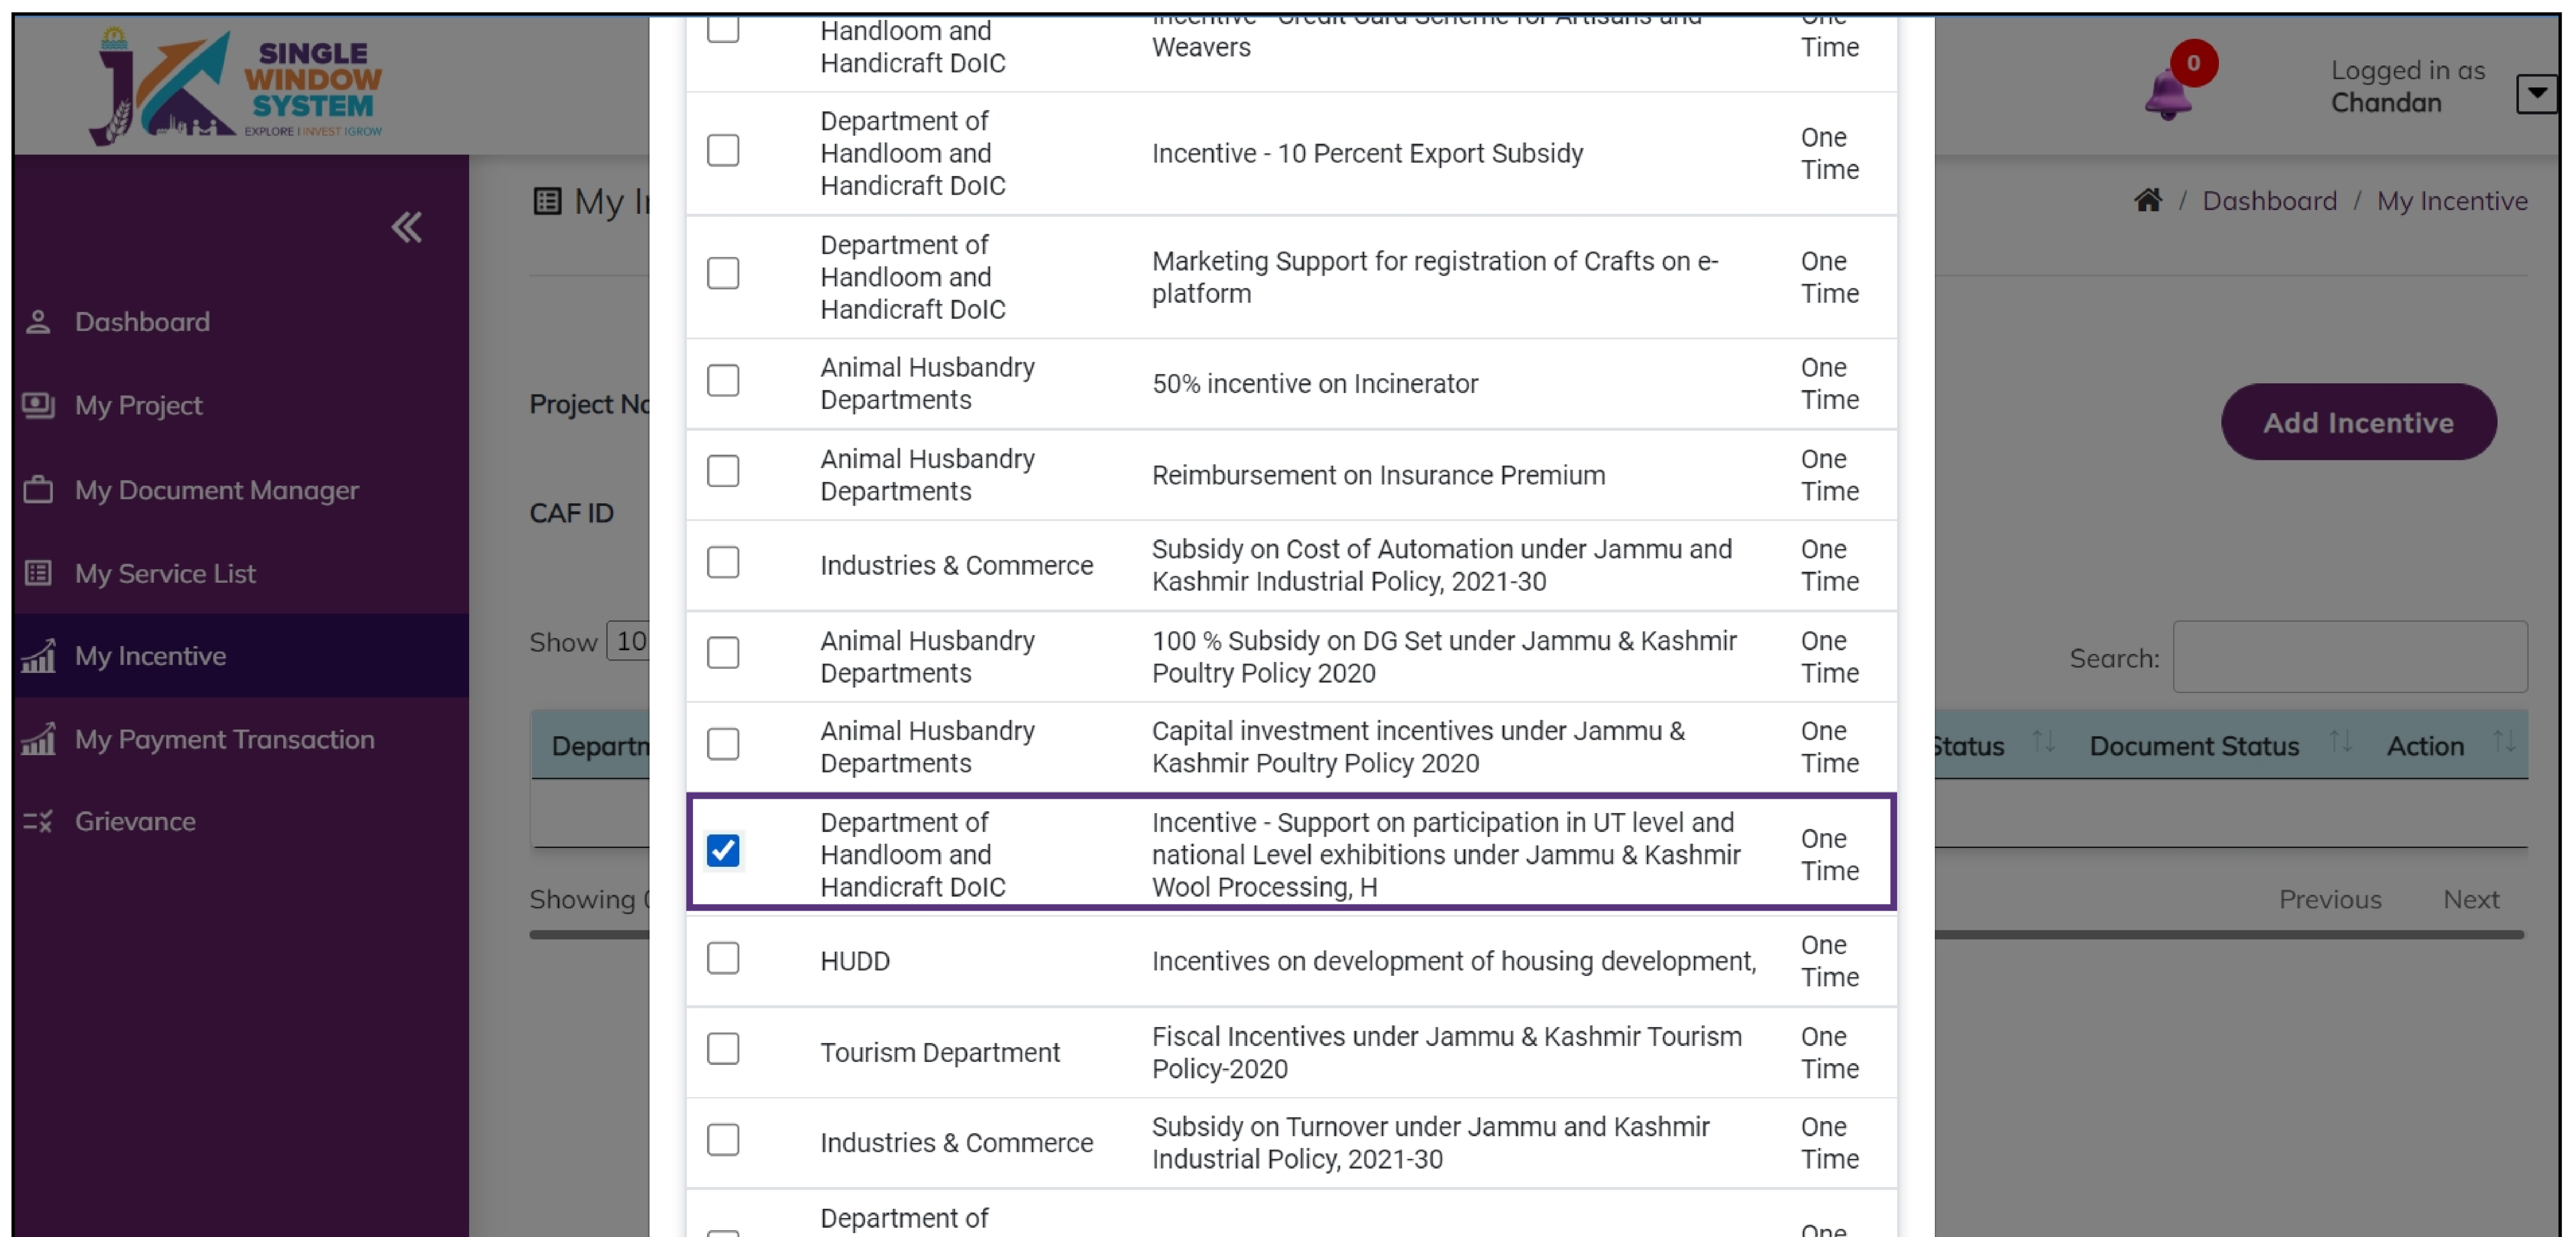 SINGLE
WINDOW
SYSTEM
EXPLORE | INVEST | GROW
0
Logged in as
Chandan
Dashboard
My Project
My Document Manager
My Service List
My Incentive
My Payment Transaction
Grievance
My
/ Dashboard / My Incentive
Project
CAF ID
Add Incentive
Show 10
Search:
Status
Document Status
Action
Showing
Previous
Next
Handloom and
Handicraft DoIC
Incentive - Credit Card Scheme for Artisans and
Weavers
One
Time
Department of
Handloom and
Handicraft DoIC
Incentive - 10 Percent Export Subsidy
One
Time
Department of
Handloom and
Handicraft DoIC
Marketing Support for registration of Crafts on e-
platform
One
Time
Animal Husbandry
Departments
50% incentive on Incinerator
One
Time
Animal Husbandry
Departments
Reimbursement on Insurance Premium
One
Time
Industries & Commerce
Subsidy on Cost of Automation under Jammu and
Kashmir Industrial Policy, 2021-30
One
Time
Animal Husbandry
Departments
100 % Subsidy on DG Set under Jammu & Kashmir
Poultry Policy 2020
One
Time
Animal Husbandry
Departments
Capital investment incentives under Jammu &
Kashmir Poultry Policy 2020
One
Time
Department of
Handloom and
Handicraft DoIC
Incentive - Support on participation in UT level and
national Level exhibitions under Jammu & Kashmir
Wool Processing, H
One
Time
HUDD
Incentives on development of housing development,
One
Time
Tourism Department
Fiscal Incentives under Jammu & Kashmir Tourism
Policy-2020
One
Time
Industries & Commerce
Subsidy on Turnover under Jammu and Kashmir
Industrial Policy, 2021-30
One
Time
Department of
One